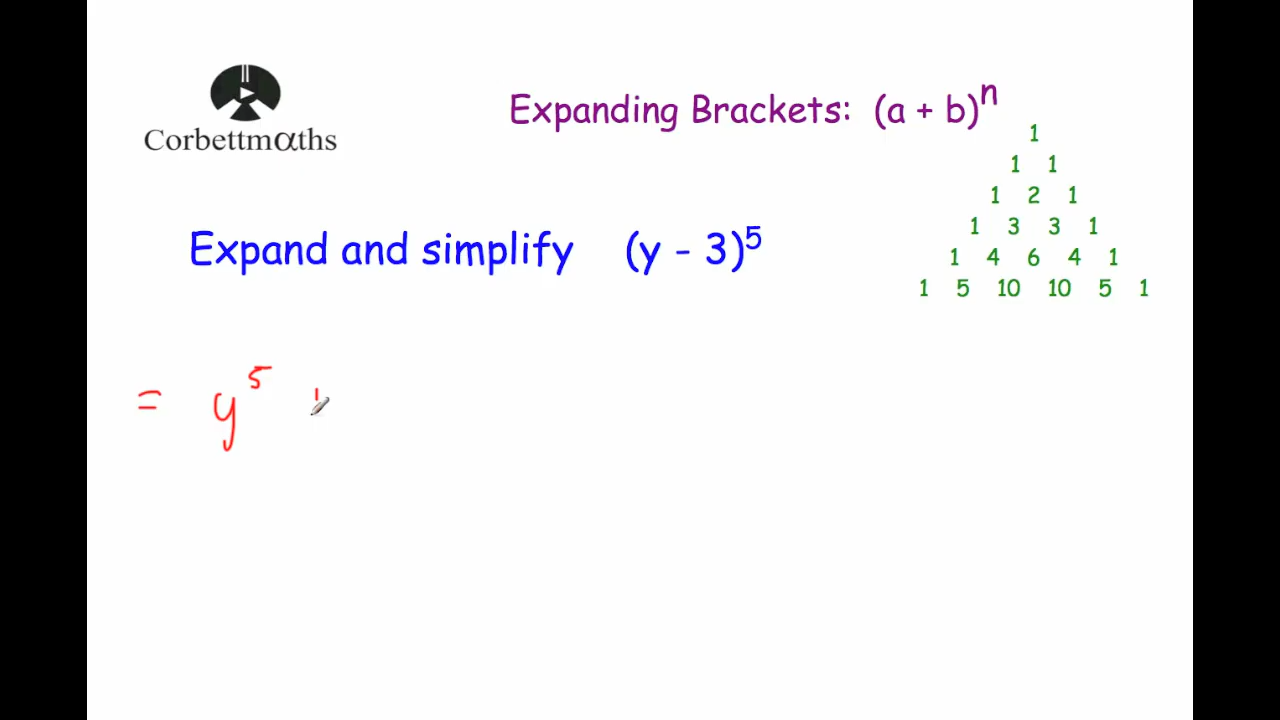 Corbettmαths
Expanding Brackets: (a + b)ⁿ
1
1 1
1 2 1
1 3 3 1
1 4 6 4 1
1 5 10 10 5 1
Expand and simplify (y - 3)⁵
= y⁵